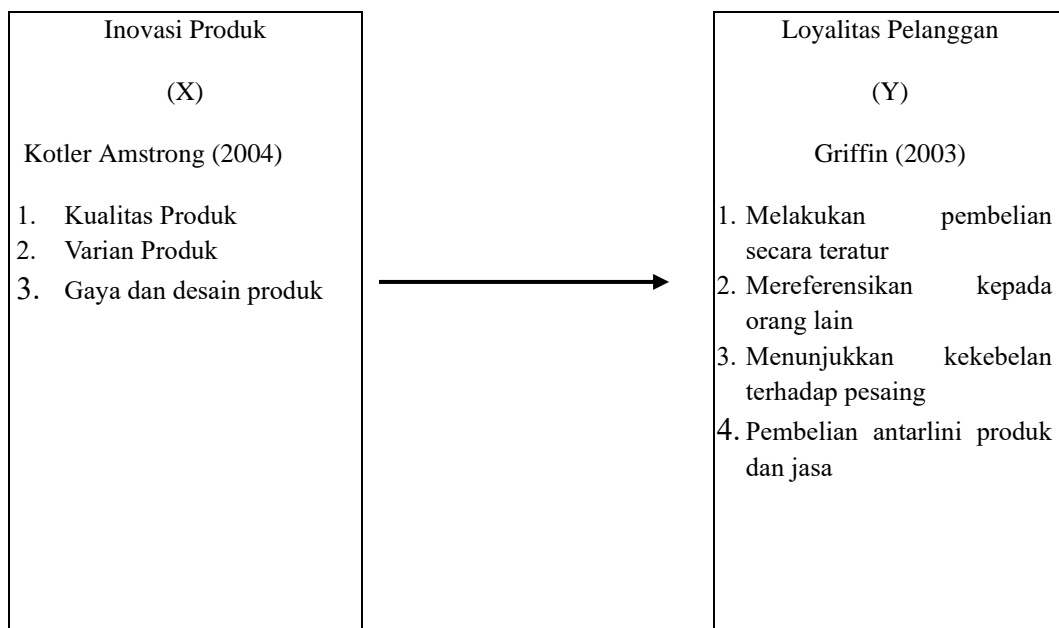 Inovasi Produk
(X)
Kotler Amstrong (2004)
1. Kualitas Produk
2. Varian Produk
3. Gaya dan desain produk
Loyalitas Pelanggan
(Y)
Griffin (2003)
1. Melakukan pembelian
secara teratur
2. Mereferensikan kepada
orang lain
3. Menunjukkan kekebelan
terhadap pesaing
4. Pembelian antarlini produk
dan jasa